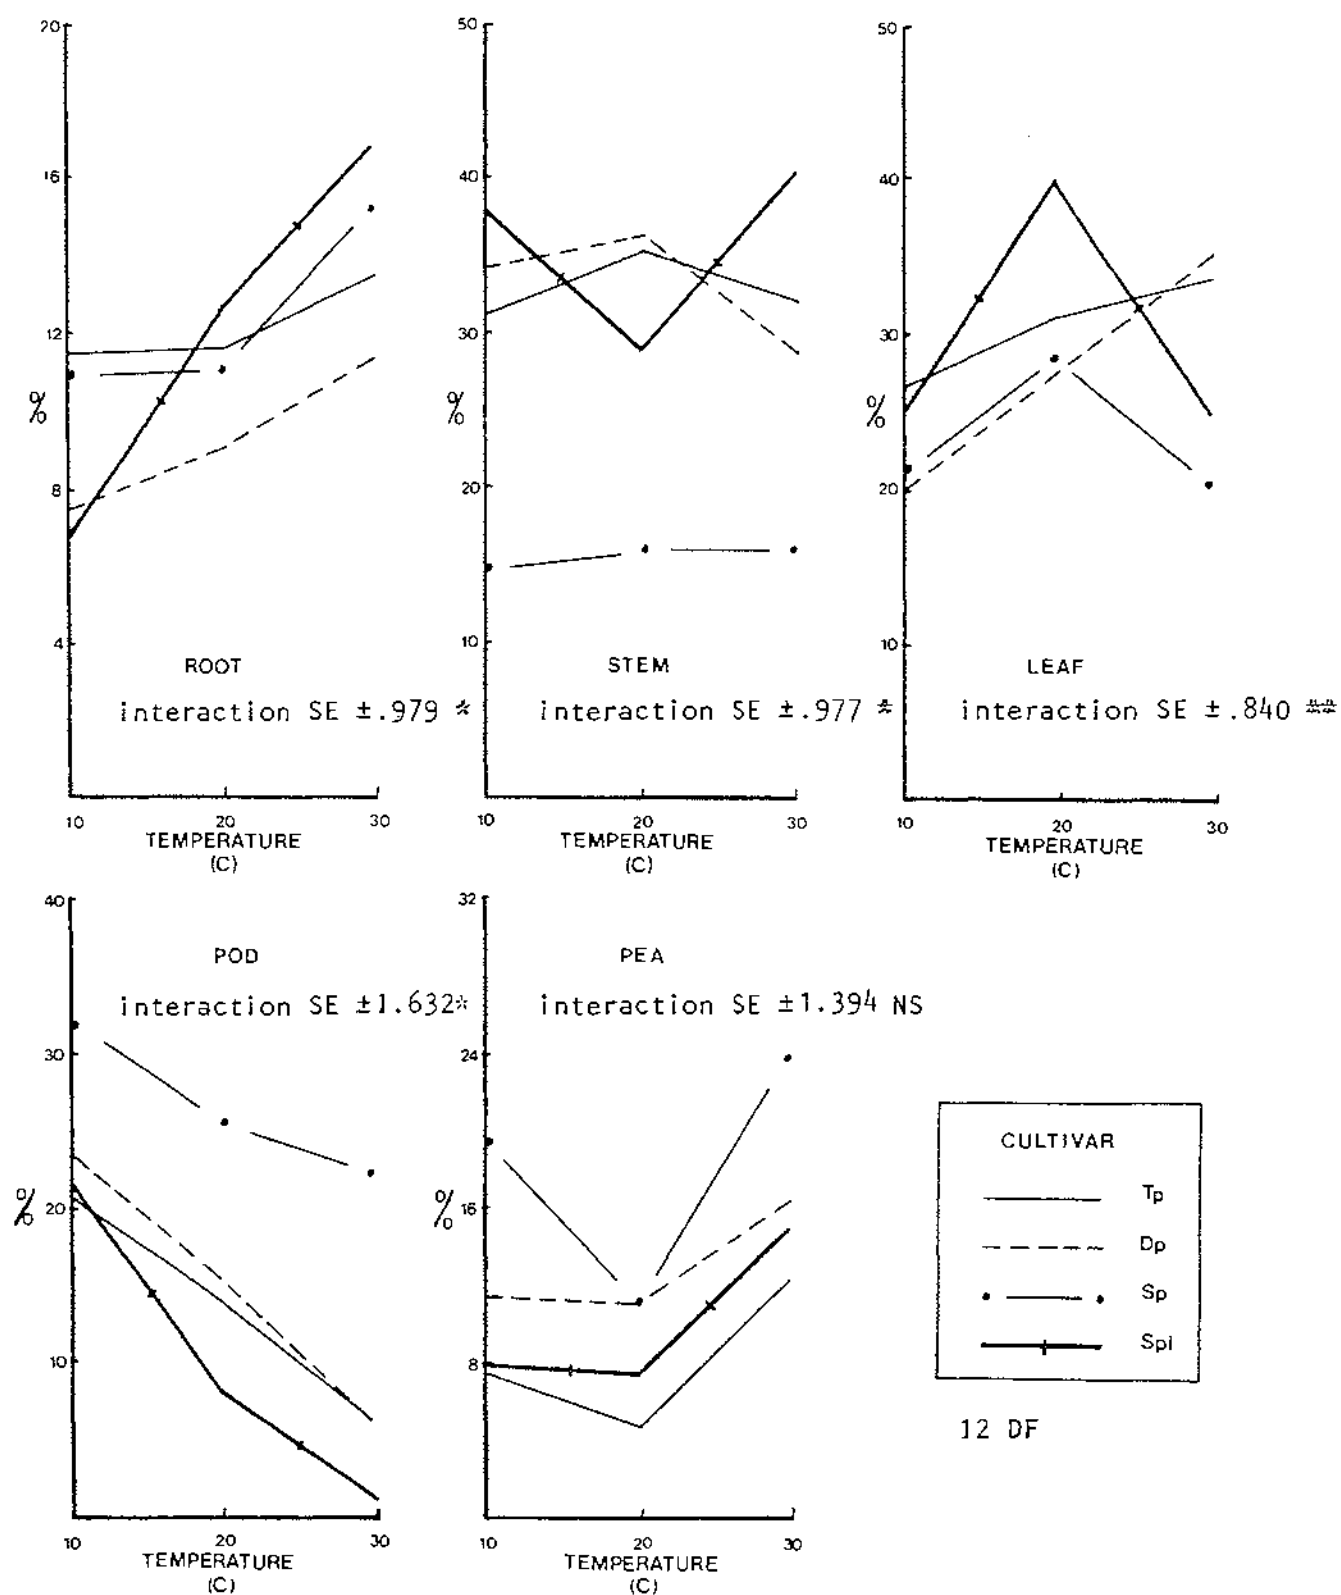 20
16
12
%
8
4
ROOT
interaction SE ±.979 *
10 20 30
TEMPERATURE
(C)
50
40
30
%
20
10
STEM
interaction SE ±.977 *
10 20 30
TEMPERATURE
(C)
50
40
30
%
20
10
LEAF
interaction SE ±.840 **
10 20 30
TEMPERATURE
(C)
40
POD
interaction SE ±1.632*
30
%
20
10
10 20 30
TEMPERATURE
(C)
32
PEA
interaction SE ±1.394 NS
24
%
16
8
10 20 30
TEMPERATURE
(C)
CULTIVAR
Tp
Dp
Sp
Spi
12 DF